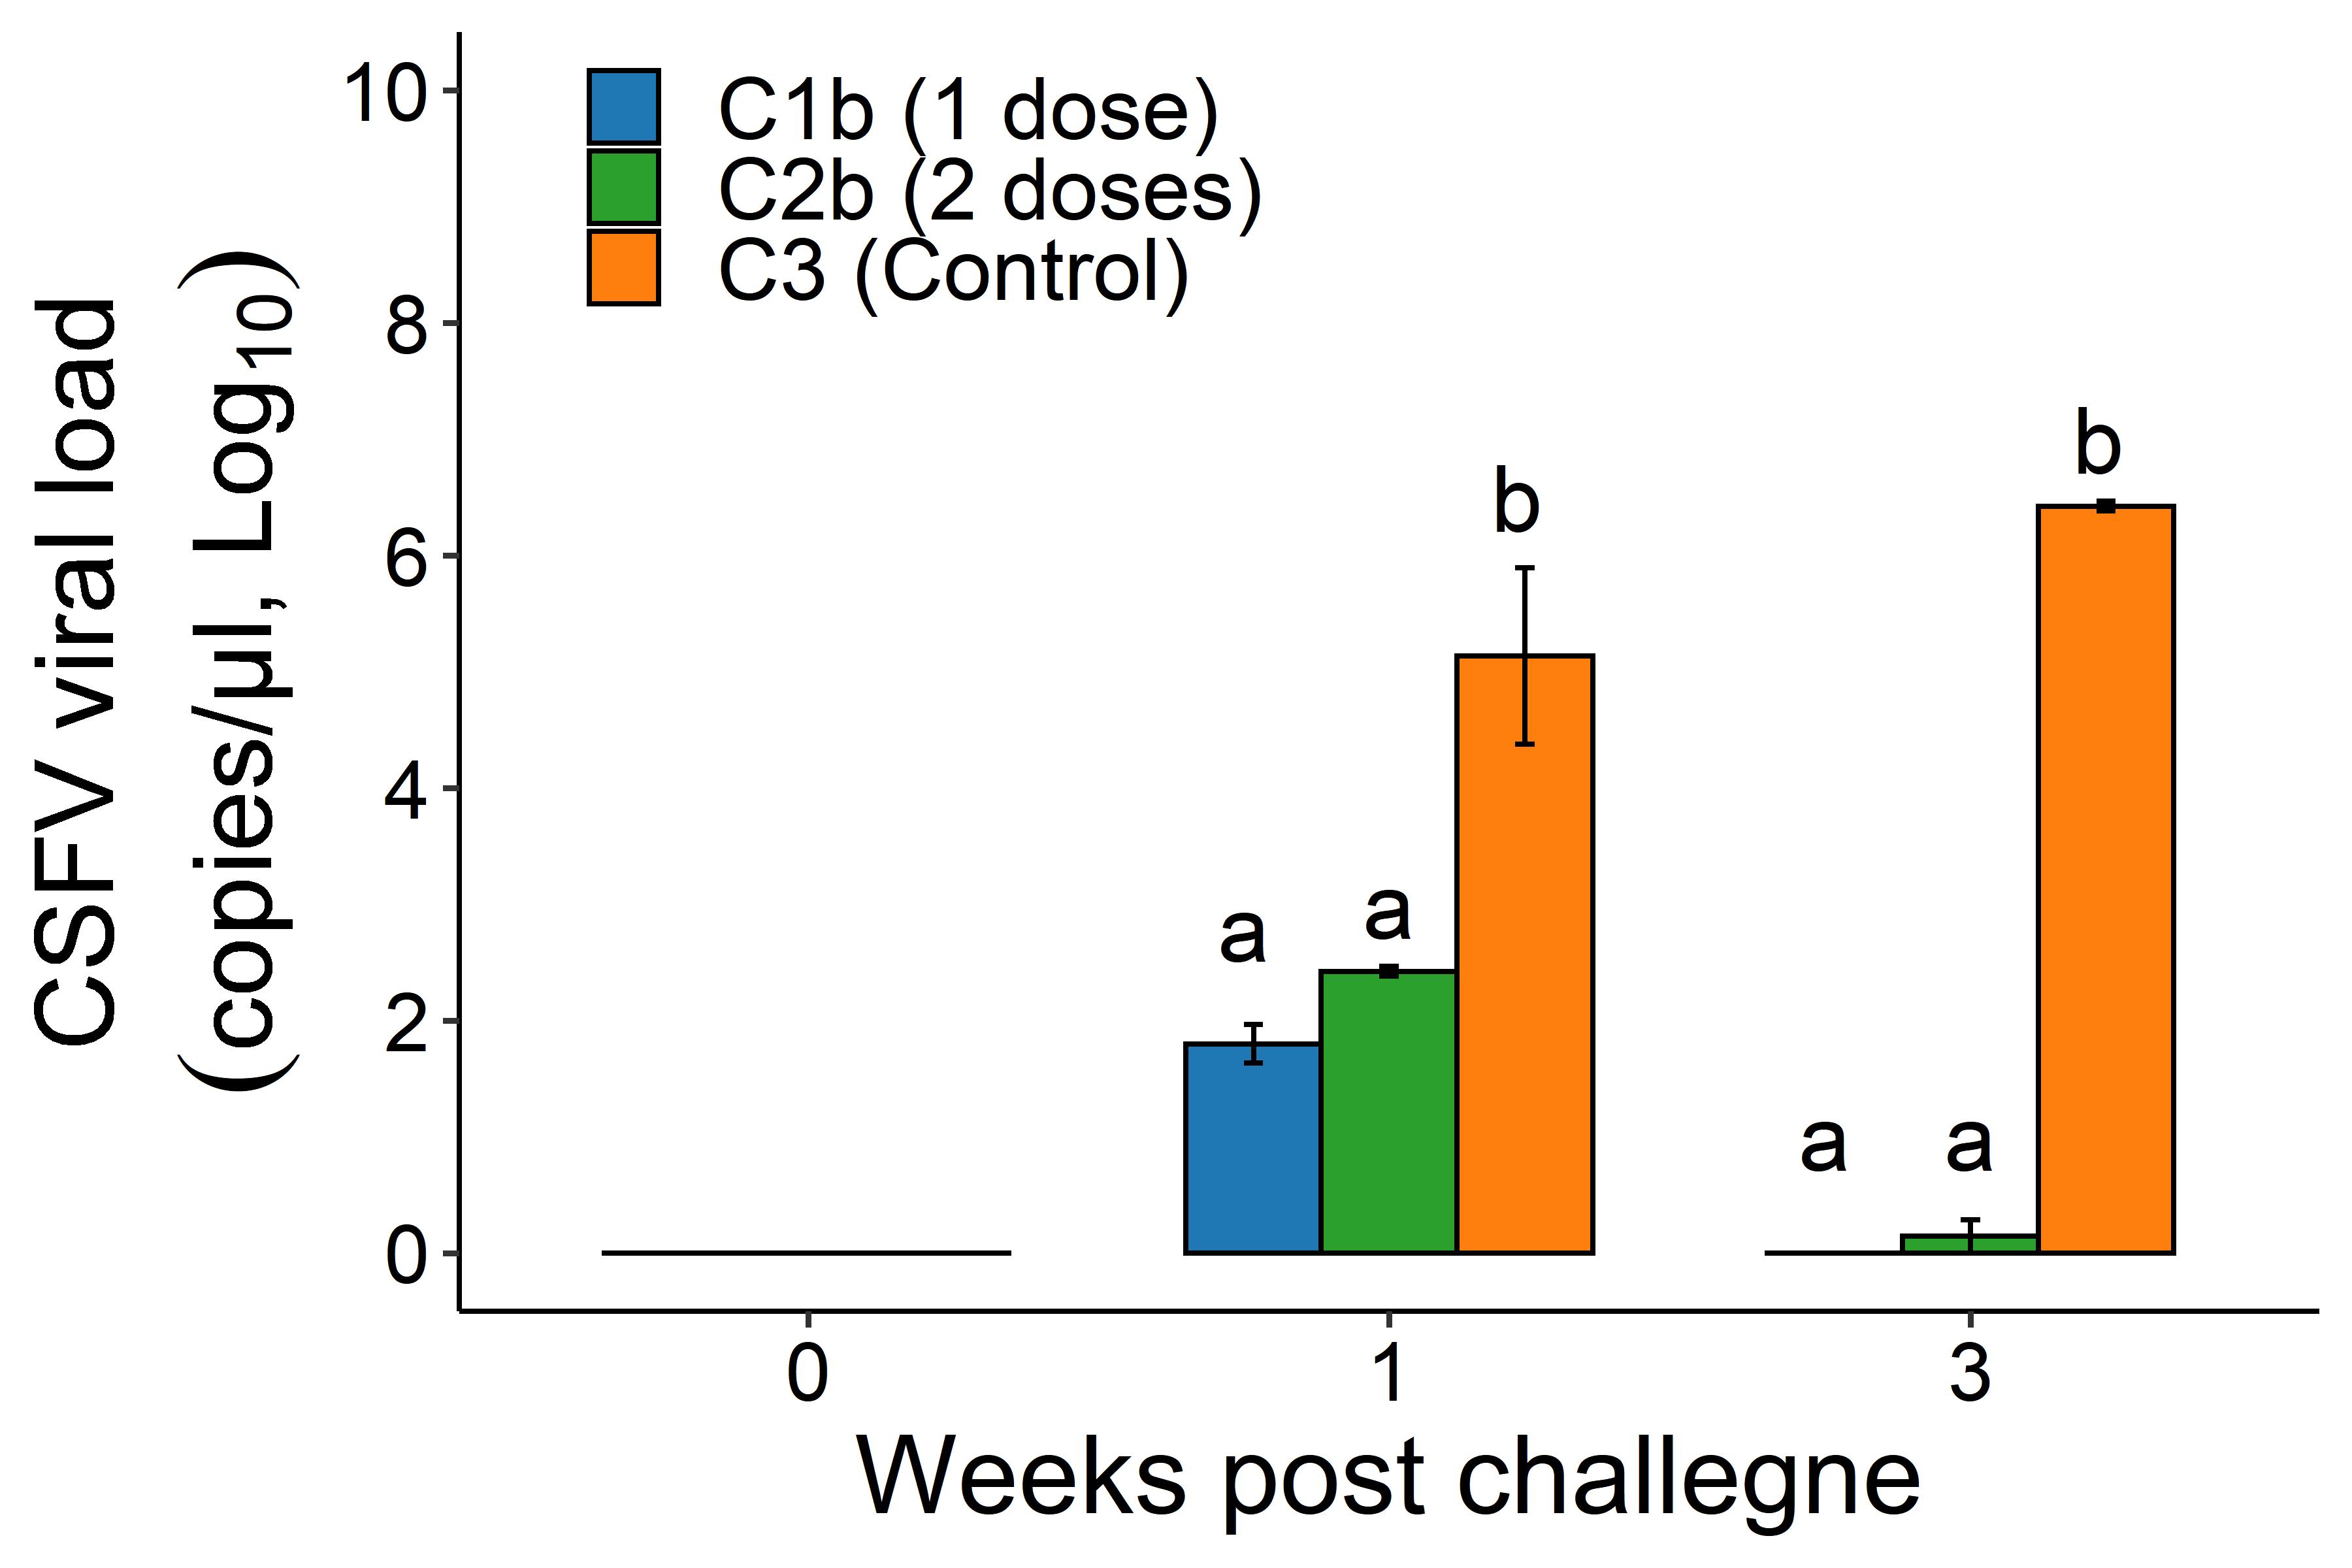 CSFV viral load
(copies/µl, Log10)
10
8
6
4
2
0
C1b (1 dose)
C2b (2 doses)
C3 (Control)
a
a
b
a
a
b
0
1
3
Weeks post challegne